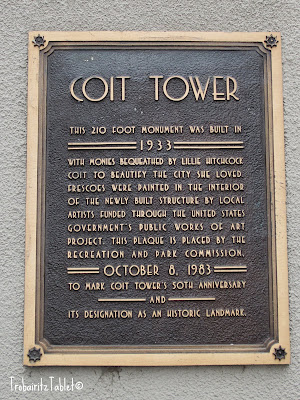 COIT TOWER
THIS 210 FOOT MONUMENT WAS BUILT IN
1933
WITH MONIES BEQUEATHED BY LILLIE HITCHCOCK
COIT TO BEAUTIFY THE CITY SHE LOVED.
FRESCOES WERE PAINTED IN THE INTERIOR
OF THE NEWLY BUILT STRUCTURE BY LOCAL
ARTISTS FUNDED THROUGH THE UNITED STATES
GOVERNMENT'S PUBLIC WORKS OF ART
PROJECT. THIS PLAQUE IS PLACED BY THE
RECREATION AND PARK COMMISSION,
OCTOBER 8, 1983
TO MARK COIT TOWER'S 50TH ANNIVERSARY
AND
ITS DESIGNATION AS AN HISTORIC LANDMARK.
TrobairitzTablet©